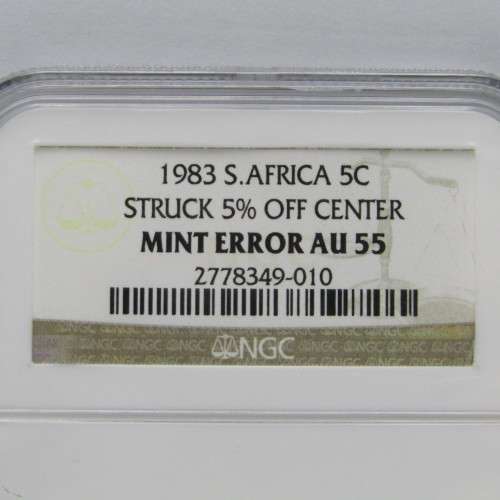 1983 S.AFRICA 5C
STRUCK 5% OFF CENTER
MINT ERROR AU 55
2778349-010
NGC